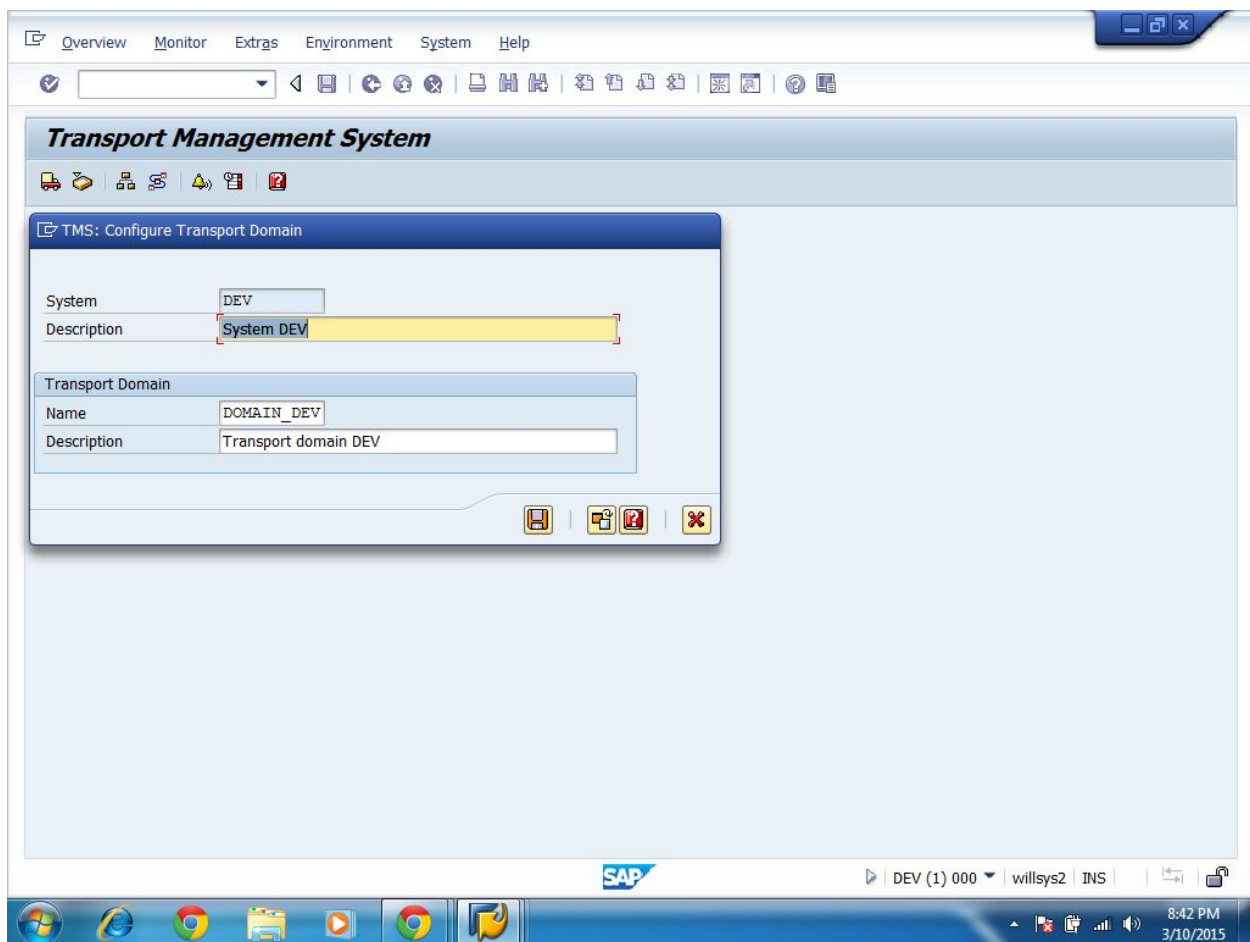 Overview Monitor Extras Environment System Help
Transport Management System
TMS: Configure Transport Domain
System DEV
Description System DEV
Transport Domain
Name DOMAIN_DEV
Description Transport domain DEV
SAP
DEV (1) 000 willsys2 INS
8:42 PM
3/10/2015